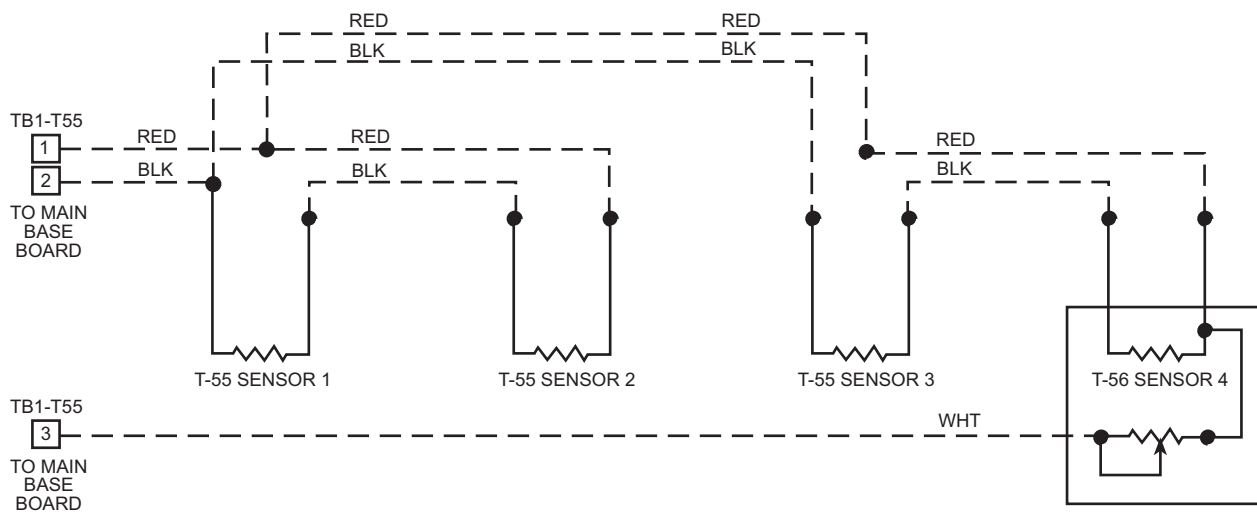 RED
RED
BLK
BLK
TB1-T55
1
RED
RED
RED
2
BLK
BLK
BLK
TO MAIN
BASE
BOARD
T-55 SENSOR 1
T-55 SENSOR 2
T-55 SENSOR 3
T-56 SENSOR 4
TB1-T55
3
WHT
TO MAIN
BASE
BOARD